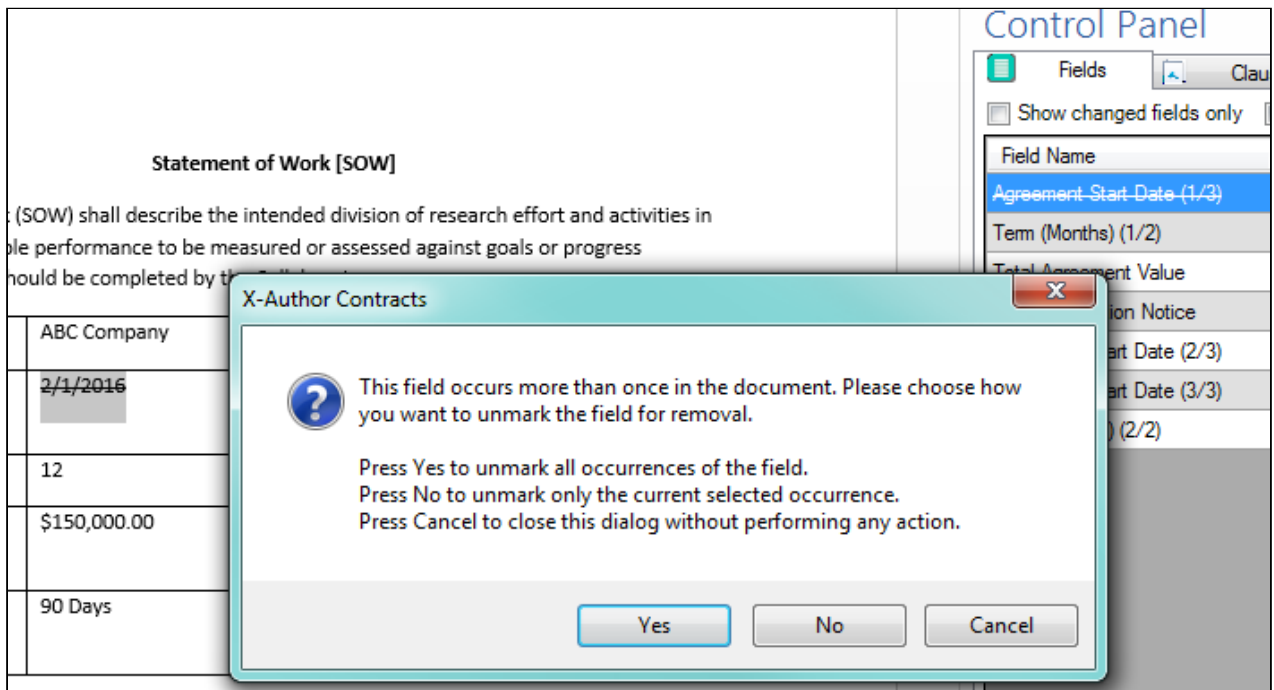 Control Panel
Fields
Clau
Show changed fields only
Field Name
Agreement Start Date (1/3)
Term (Months) (1/2)
Total Agreement Value
ion Notice
art Date (2/3)
art Date (3/3)
) (2/2)
Statement of Work [SOW]
(SOW) shall describe the intended division of research effort and activities in
ble performance to be measured or assessed against goals or progress
hould be completed by
ABC Company
2/1/2016
12
$150,000.00
90 Days
X-Author Contracts
This field occurs more than once in the document. Please choose how
you want to unmark the field for removal.
Press Yes to unmark all occurrences of the field.
Press No to unmark only the current selected occurrence.
Press Cancel to close this dialog without performing any action.
Yes
No
Cancel